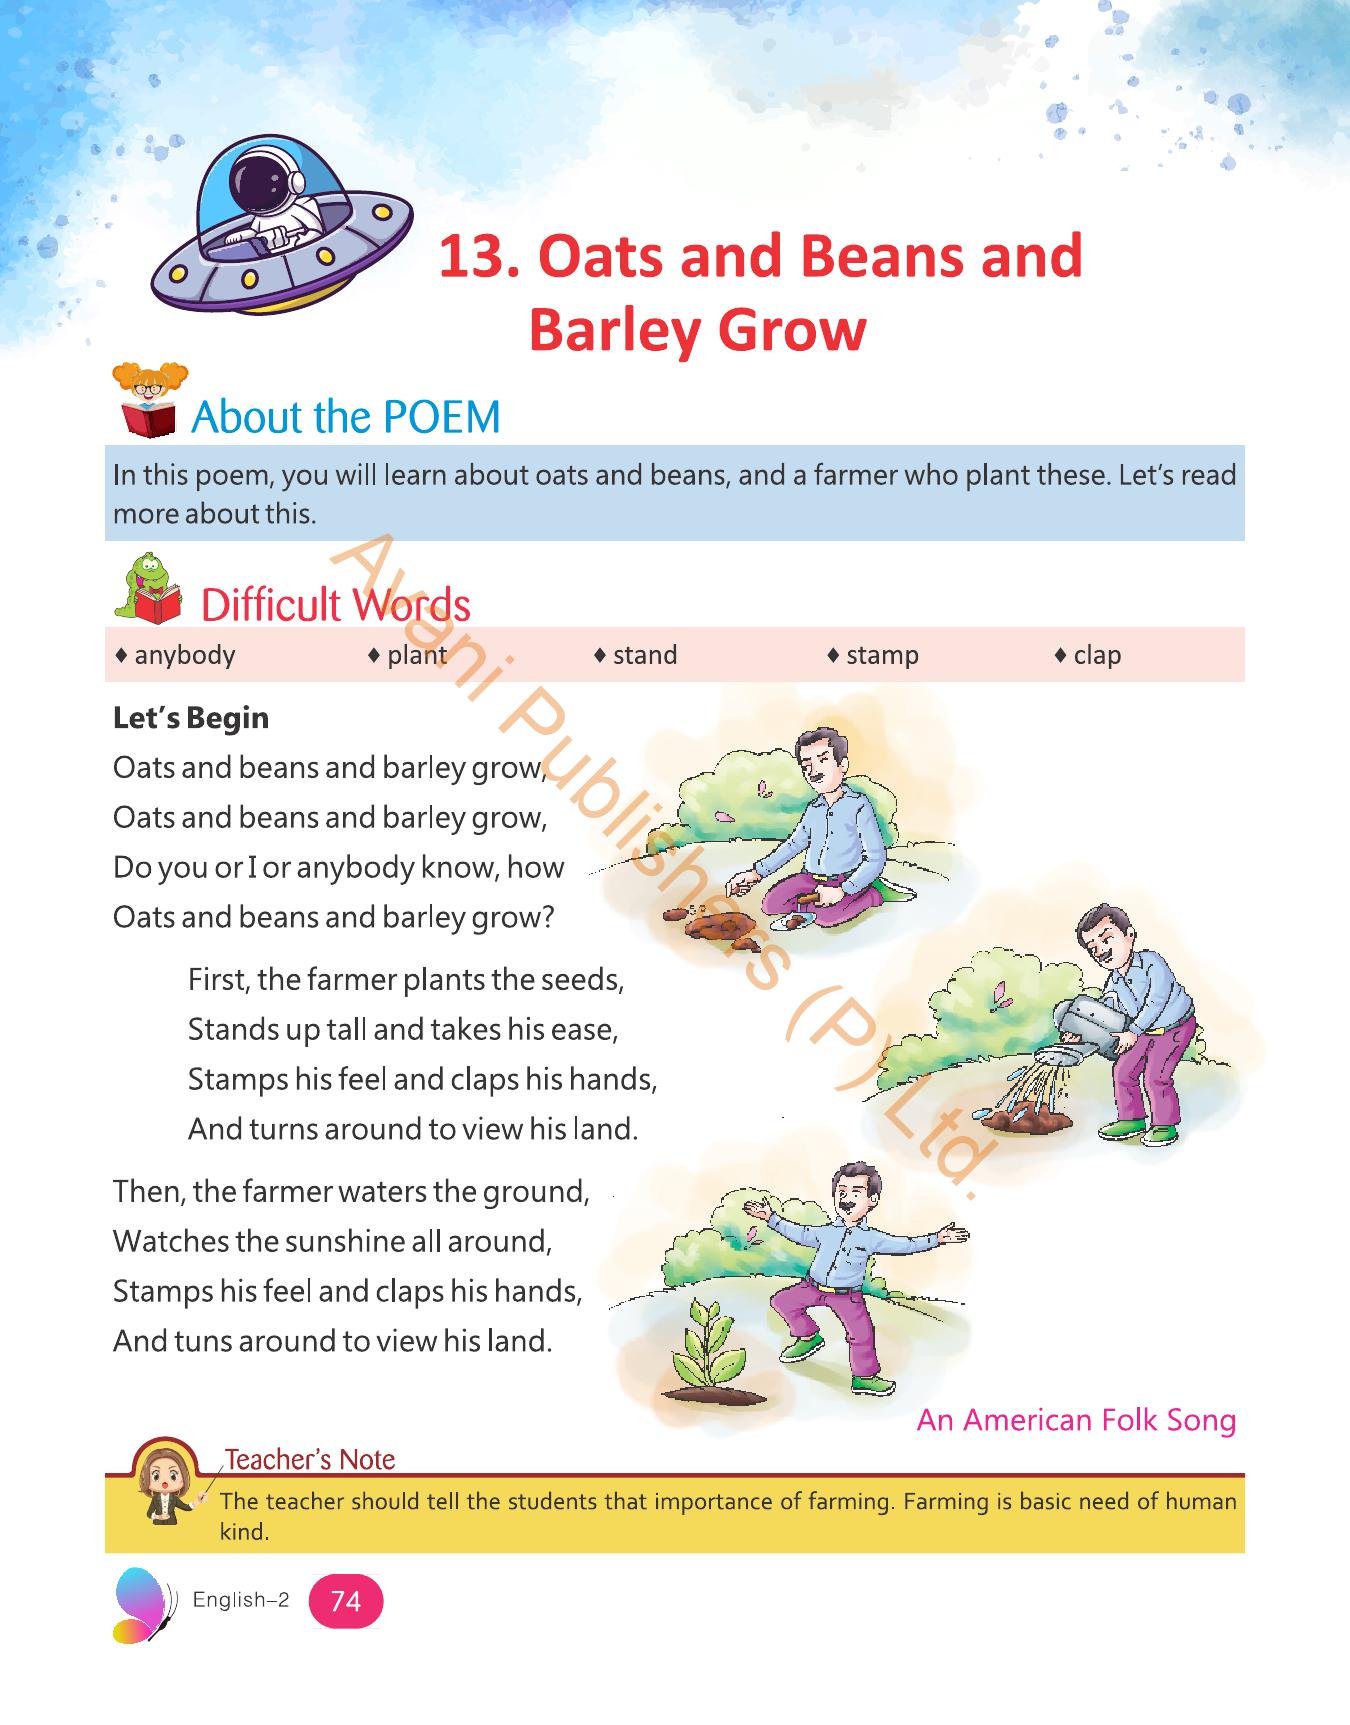 13. Oats and Beans and
Barley Grow
About the POEM
In this poem, you will learn about oats and beans, and a farmer who plant these. Let's read
more about this.
Difficult Words
♦ anybody ♦ plant ♦ stand ♦ stamp ♦ clap
Let's Begin
Oats and beans and barley grow,
Oats and beans and barley grow,
Do you or I or anybody know, how
Oats and beans and barley grow?
First, the farmer plants the seeds,
Stands up tall and takes his ease,
Stamps his feel and claps his hands,
And turns around to view his land.
Then, the farmer waters the ground,
Watches the sunshine all around,
Stamps his feel and claps his hands,
And tuns around to view his land.
An American Folk Song
Teacher's Note
The teacher should tell the students that importance of farming. Farming is basic need of human
kind.
English–2 74
Avani Publishers (P) Ltd.